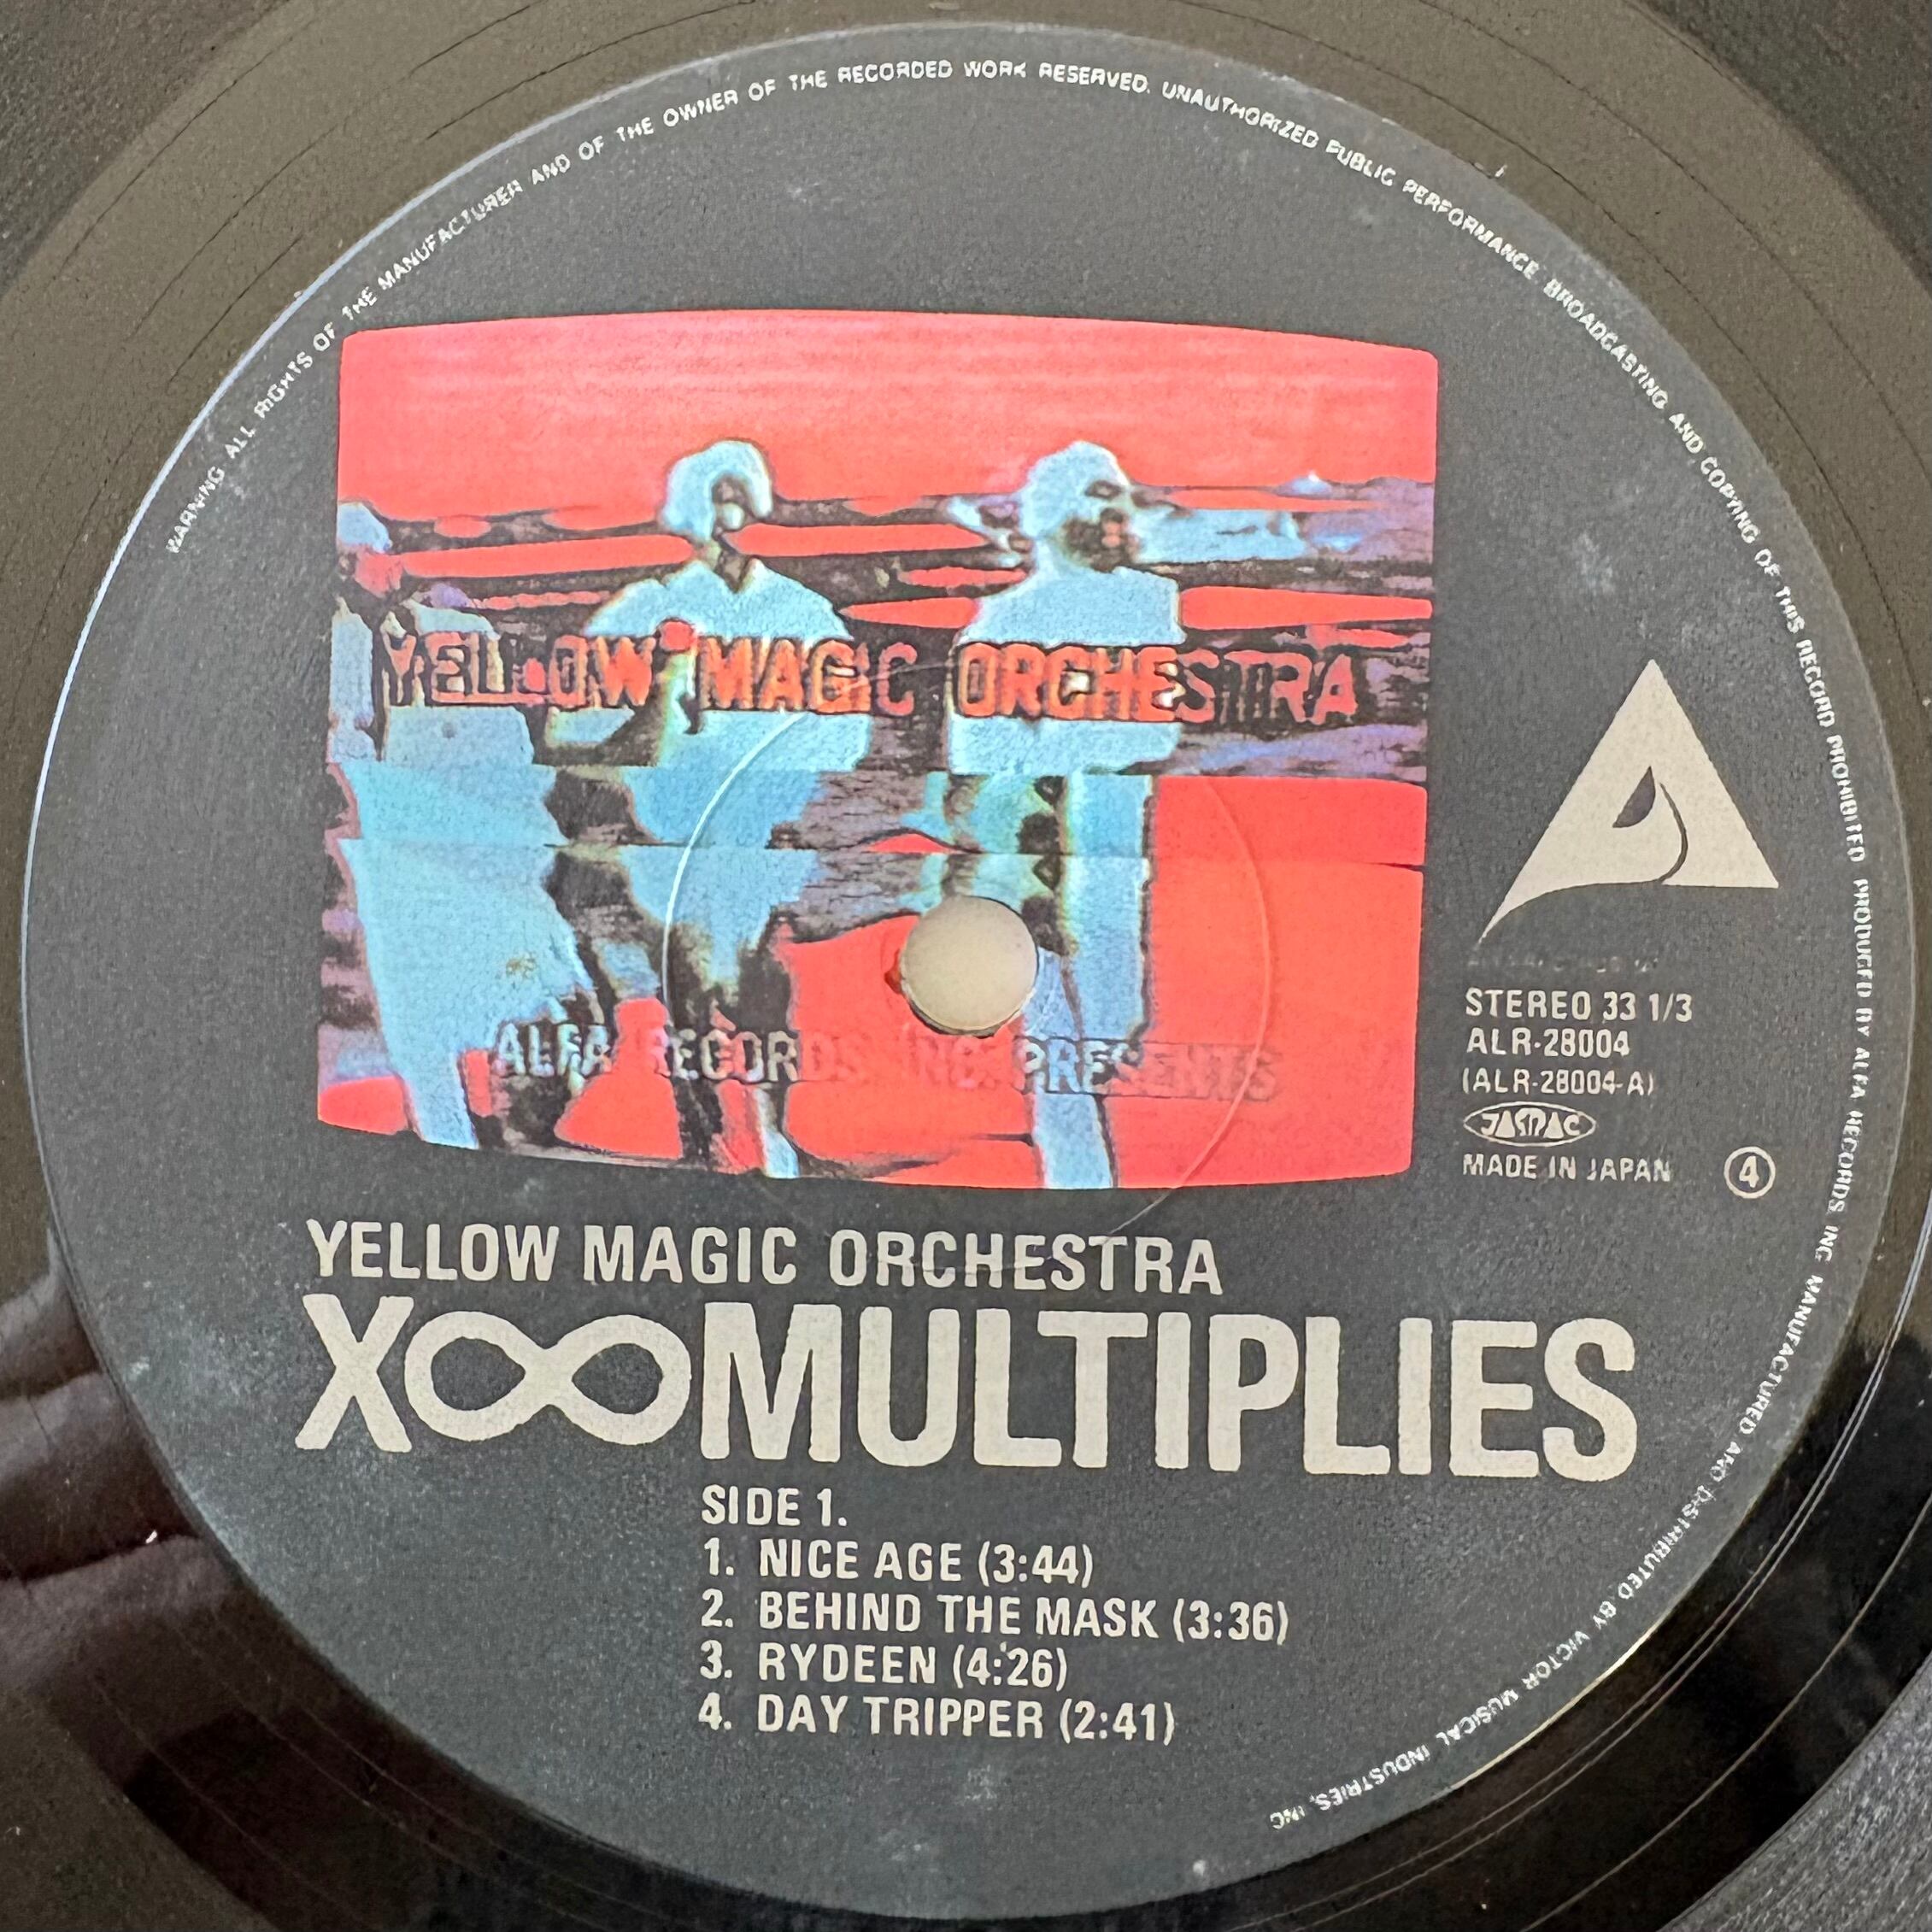 WARNING ALL RIGHTS OF THE MANUFACTURER AND OF THE OWNER OF THE RECORDED WORK RESERVED. UNAUTHORIZED PUBLIC PERFORMANCE BROADCASTING AND COPYING OF THIS RECORD PROHIBITED PRODUCED BY ALFA RECORDS INC MANUFACTURED AND DISTRIBUTED BY VICTOR MUSICAL INDUSTRIES, INC
YELLOW MAGIC ORCHESTRA
ALFA RECORDS INC. PRESENTS
STEREO 33 1/3
ALR-28004
(ALR-28004-A)
JASRAC
MADE IN JAPAN ④
YELLOW MAGIC ORCHESTRA
X∞MULTIPLIES
SIDE 1.
1. NICE AGE (3:44)
2. BEHIND THE MASK (3:36)
3. RYDEEN (4:26)
4. DAY TRIPPER (2:41)